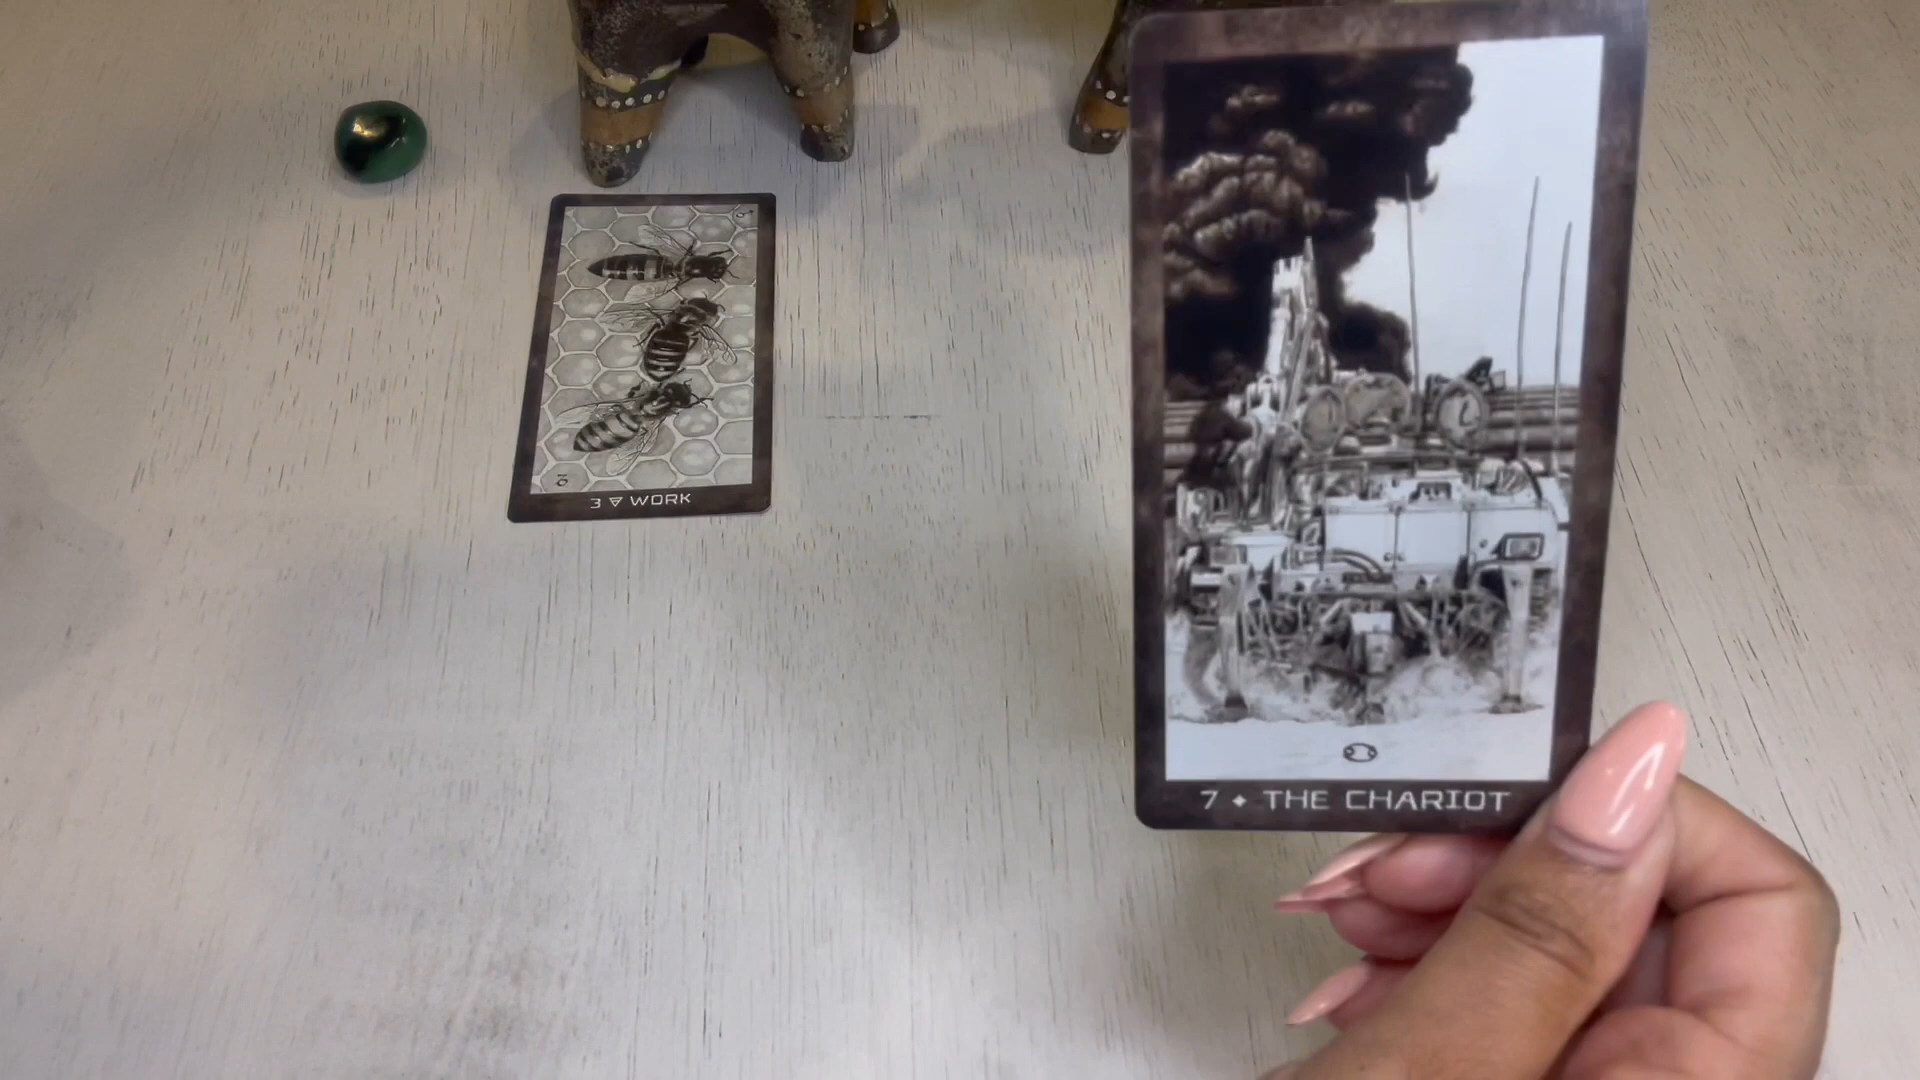 3 🜃 WORK
7 ⬥ THE CHARIOT
♋